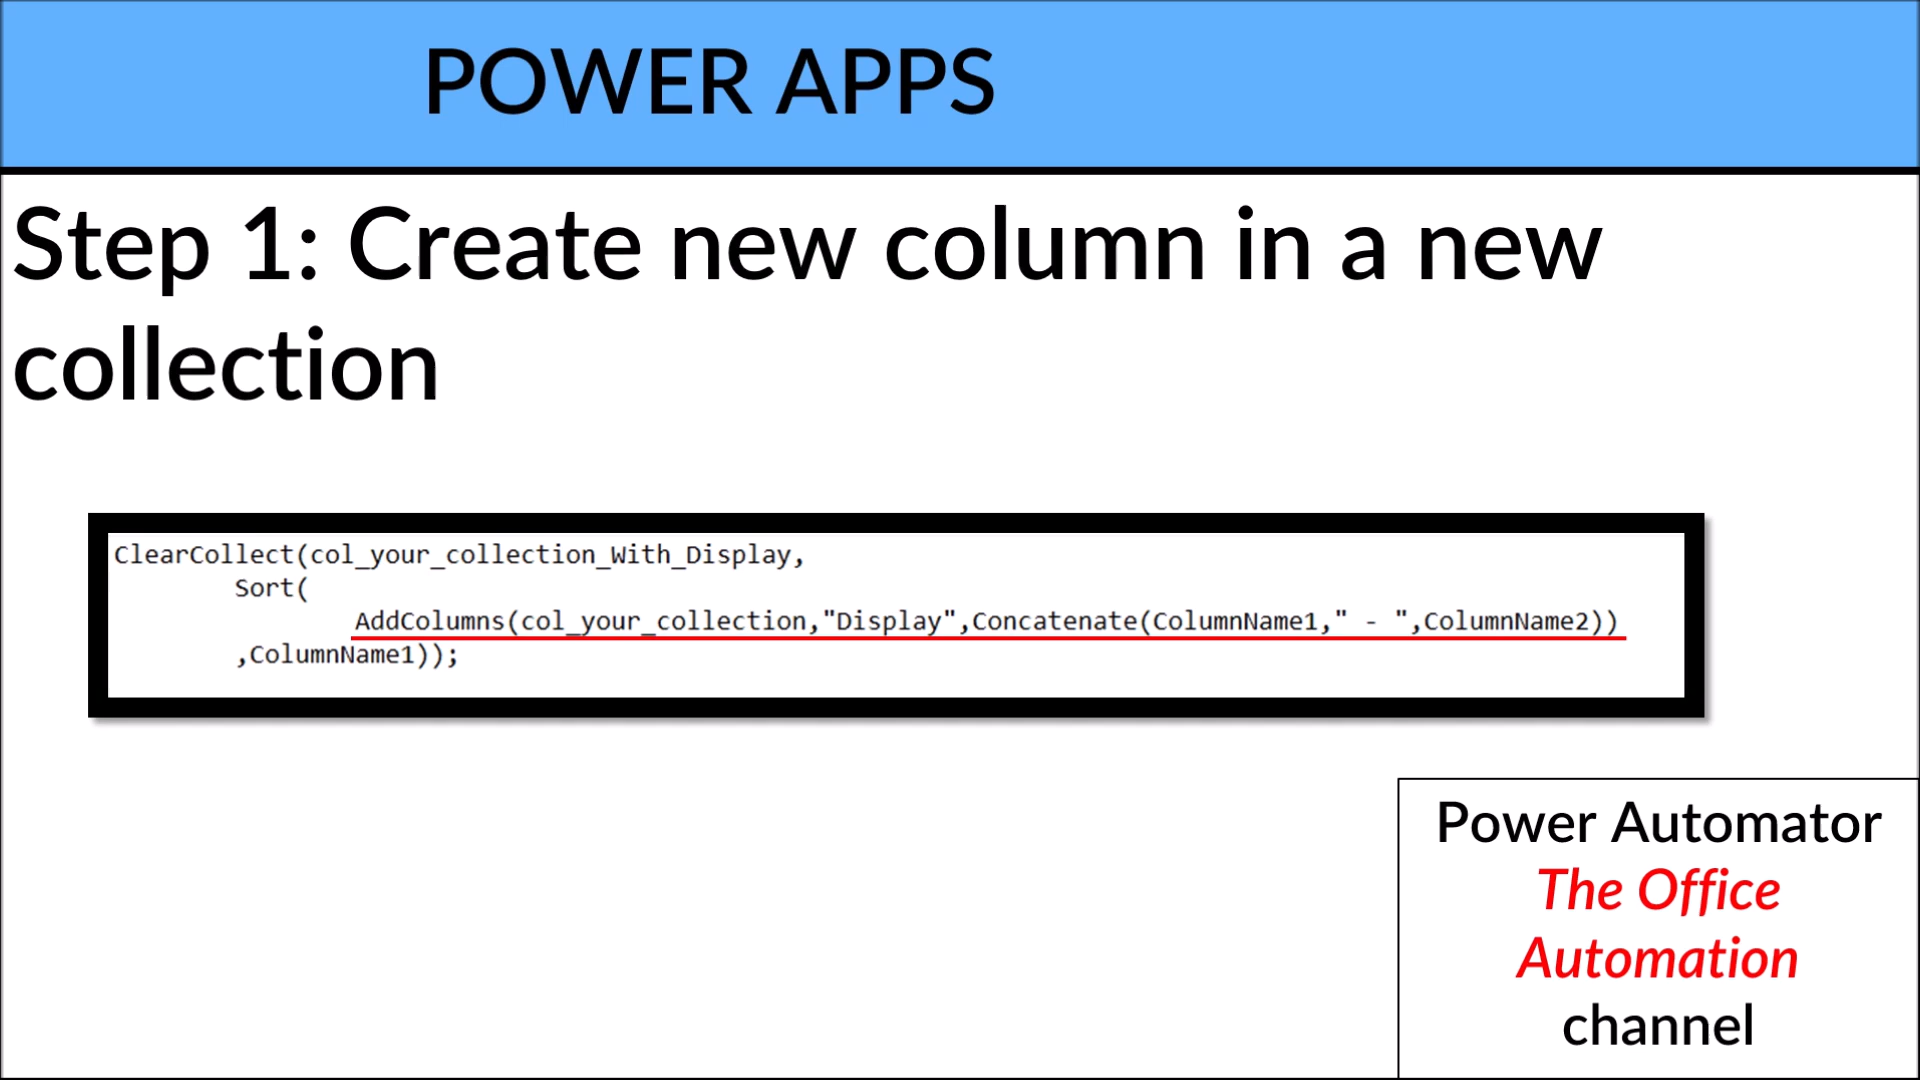 POWER APPS
Step 1: Create new column in a new
collection
ClearCollect(col_your_collection_With_Display,
Sort(
AddColumns(col_your_collection,"Display",Concatenate(ColumnName1," - ",ColumnName2))
,ColumnName1));
Power Automator
The Office
Automation
channel